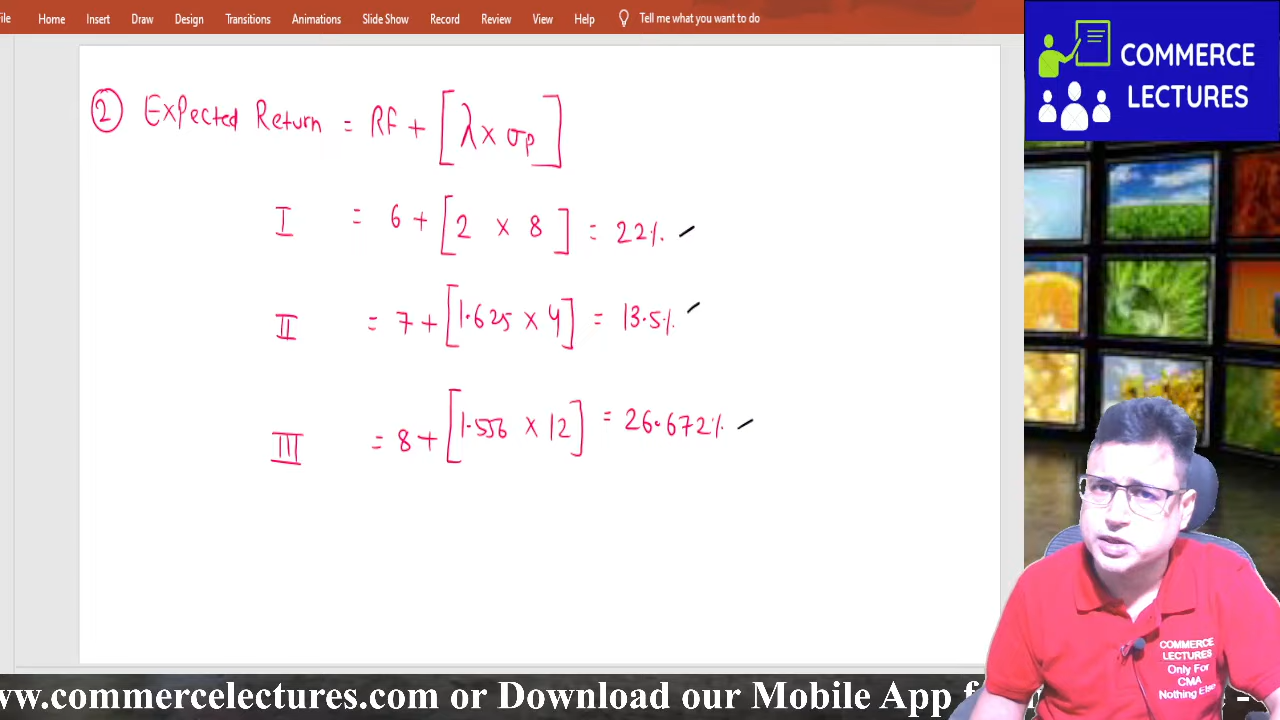 File Home Insert Draw Design Transitions Animations Slide Show Record Review View Help Tell me what you want to do
COMMERCE
LECTURES
② Expected Return = Rf + [λ × σp]
I = 6 + [2 × 8] = 22%
II = 7 + [1.625 × 4] = 13.5%
III = 8 + [1.556 × 12] = 26.672%
COMMERCE
LECTURES
Only For
CMA
Nothing Else
www.commercelectures.com or Download our Mobile App